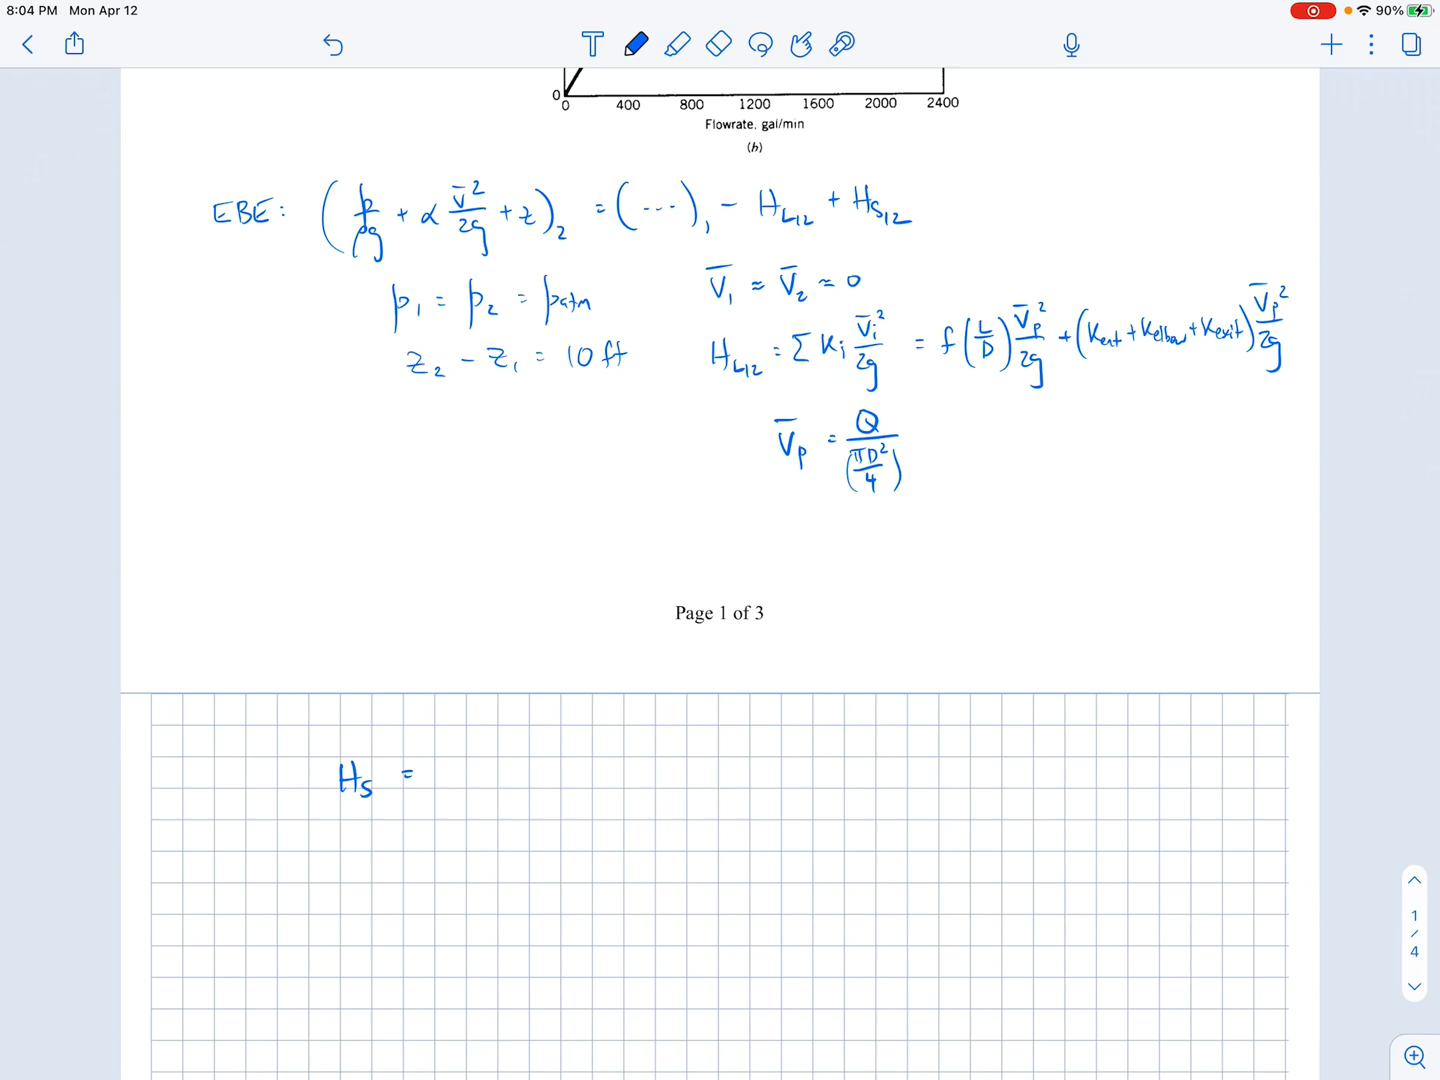 8:04 PM Mon Apr 12
90%
T
0
0 400 800 1200 1600 2000 2400
Flowrate, gal/min
(h)
EBE: (p/ρg + α V̄²/2g + z)₂ = (...)₁ - H_L12 + H_S12
p₁ = p₂ = patm
V̄₁ ≈ V̄₂ ≈ 0
z₂ - z₁ = 10 ft
H_L12 = Σ Ki V̄i²/2g = f(L/D) V̄p²/2g + (Kent + Kelbow + Kexit) V̄p²/2g
V̄p = Q/(πD²/4)
Page 1 of 3
Hs =
1
/
4